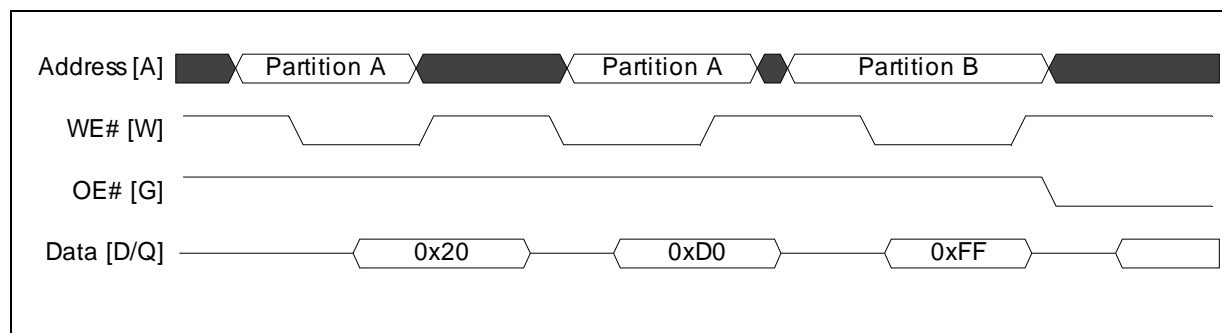 Address [A] Partition A Partition A Partition B
WE# [W]
OE# [G]
Data [D/Q] 0x20 0xD0 0xFF